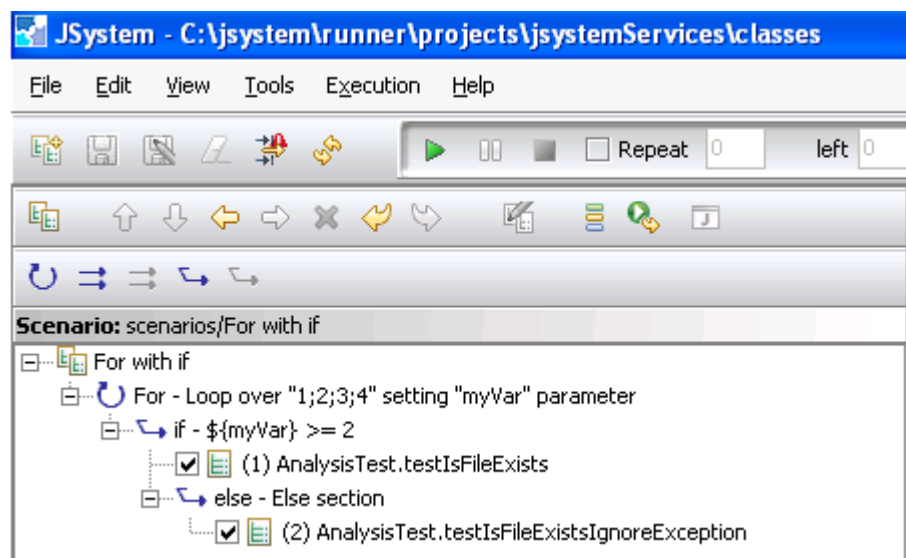 JSystem - C:\jsystem\runner\projects\jsystemServices\classes
File Edit View Tools Execution Help
Repeat 0 left 0
Scenario: scenarios/For with if
For with if
For - Loop over "1;2;3;4" setting "myVar" parameter
if - ${myVar} >= 2
(1) AnalysisTest.testIsFileExists
else - Else section
(2) AnalysisTest.testIsFileExistsIgnoreException